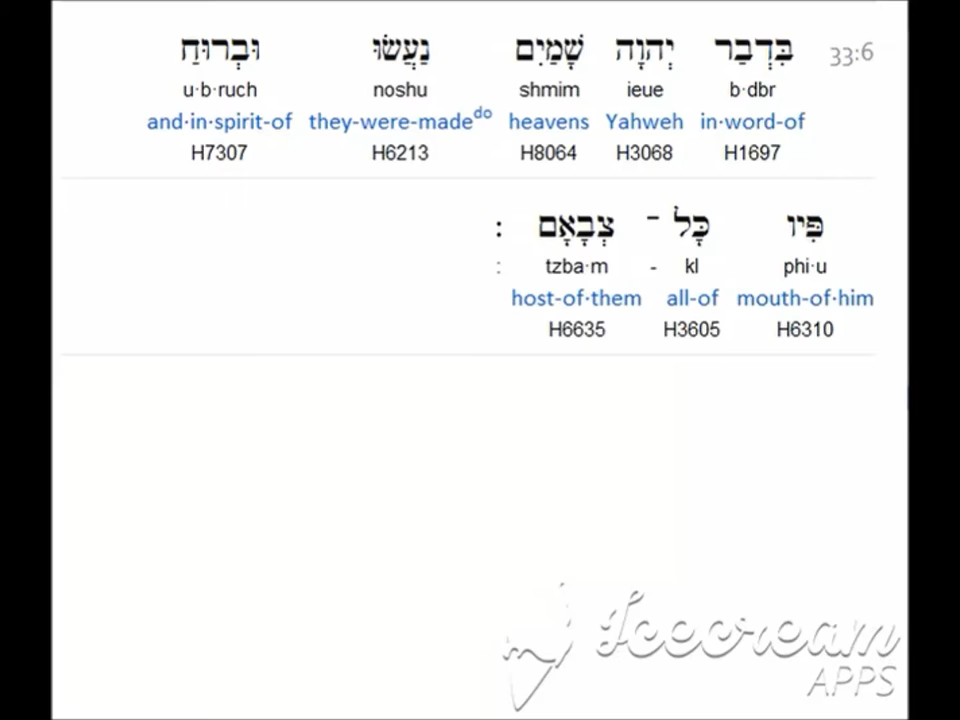 33:6 בִּדְבַר יְהוָה שָׁמַיִם נַעֲשׂוּ וּבְרוּחַ
b·dbr ieue shmim noshu u·b·ruch
in·word-of Yahweh heavens they-were-made do and·in·spirit-of
H1697 H3068 H8064 H6213 H7307
פִּיו כָּל ־ צְבָאָם :
phi·u kl - tzba·m :
mouth-of·him all-of host-of·them
H6310 H3605 H6635
Icecream
APPS